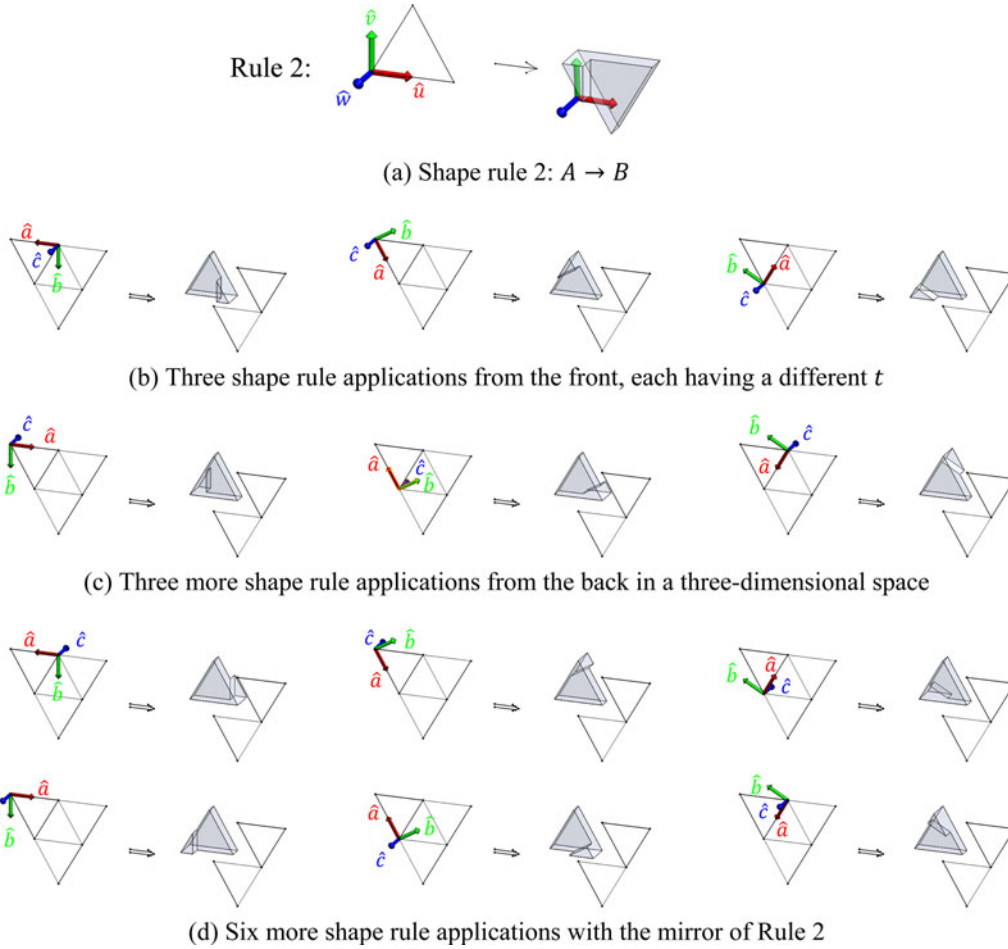 v̂
Rule 2:
ŵ û
(a) Shape rule 2: A → B
â b̂ b̂ â
ĉ ĉ ĉ
b̂ â
(b) Three shape rule applications from the front, each having a different t
ĉ â â ĉ b̂ b̂ ĉ
b̂ â
(c) Three more shape rule applications from the back in a three-dimensional space
â ĉ ĉ b̂ â
b̂ â b̂ ĉ
â â b̂ b̂
b̂ ĉ ĉ â
(d) Six more shape rule applications with the mirror of Rule 2